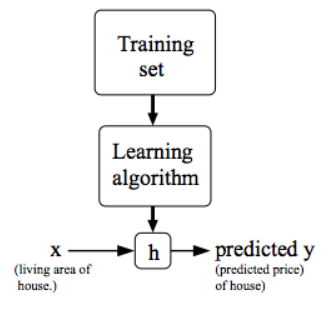 Training
set
Learning
algorithm
x
h
predicted y
(living area of
house.)
(predicted price)
of house)